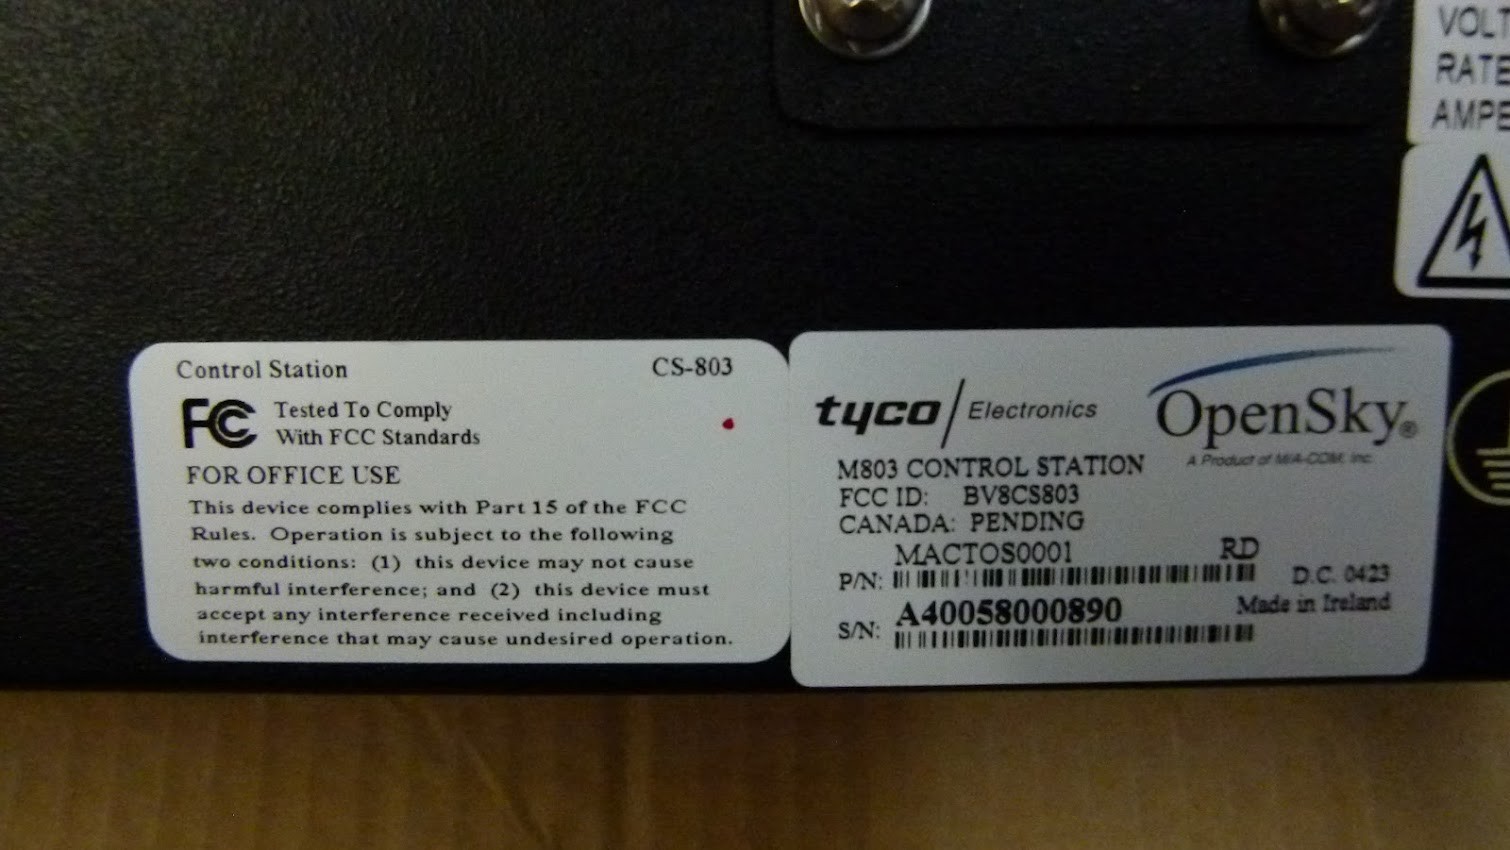 VOLT
RATE
AMPE
Control Station CS-803
FC Tested To Comply
With FCC Standards
FOR OFFICE USE
This device complies with Part 15 of the FCC
Rules. Operation is subject to the following
two conditions: (1) this device may not cause
harmful interference; and (2) this device must
accept any interference received including
interference that may cause undesired operation.
tyco / Electronics
OpenSky®
A Product of M/A-COM, Inc.
M803 CONTROL STATION
FCC ID: BV8CS803
CANADA: PENDING
MACTOS0001 RD
P/N: D.C. 0423
A40058000890 Made in Ireland
S/N: